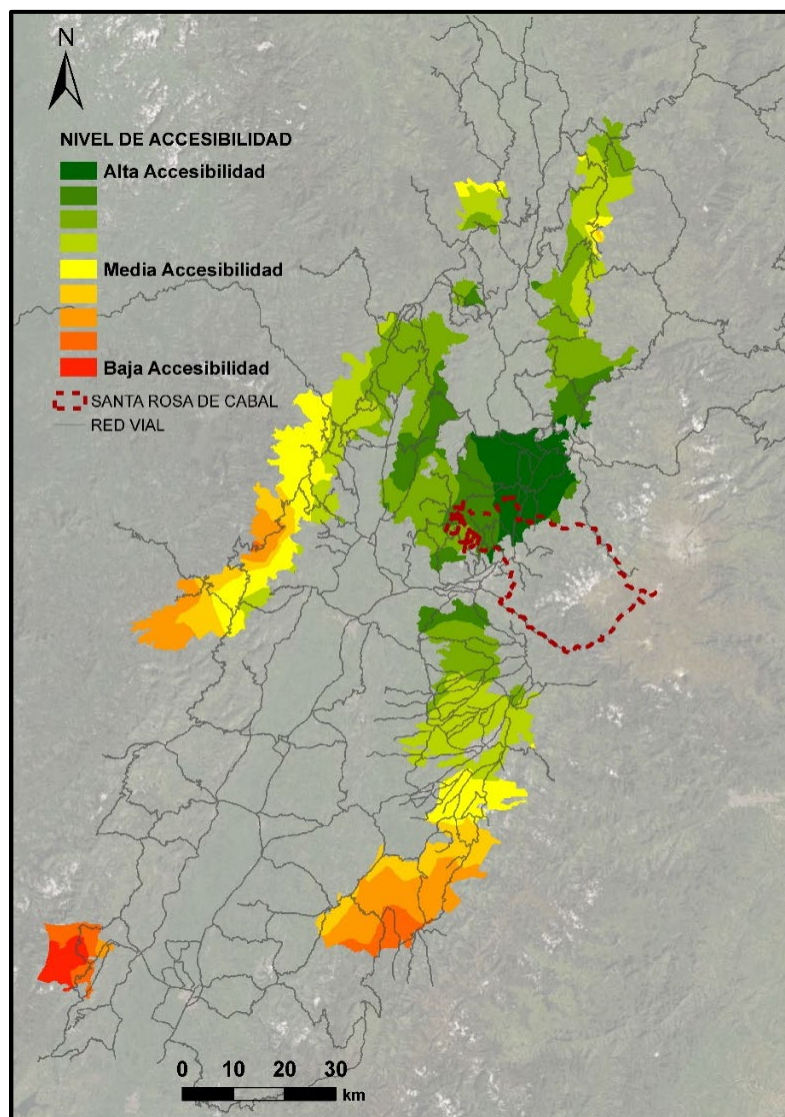 N
NIVEL DE ACCESIBILIDAD
Alta Accesibilidad
Media Accesibilidad
Baja Accesibilidad
SANTA ROSA DE CABAL
RED VIAL
0 10 20 30
km